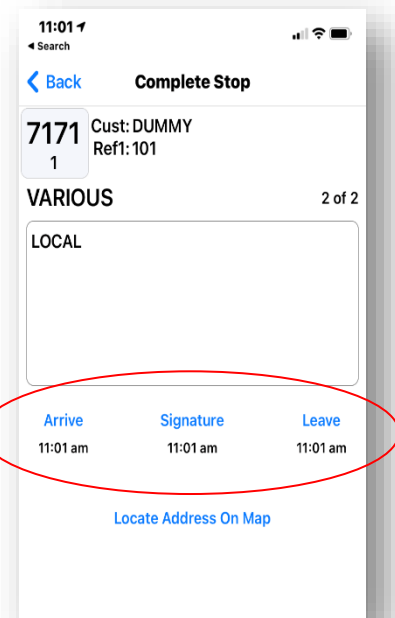 11:01
Search
Back Complete Stop
7171 Cust: DUMMY
1 Ref1: 101
VARIOUS 2 of 2
LOCAL
Arrive Signature Leave
11:01 am 11:01 am 11:01 am
Locate Address On Map